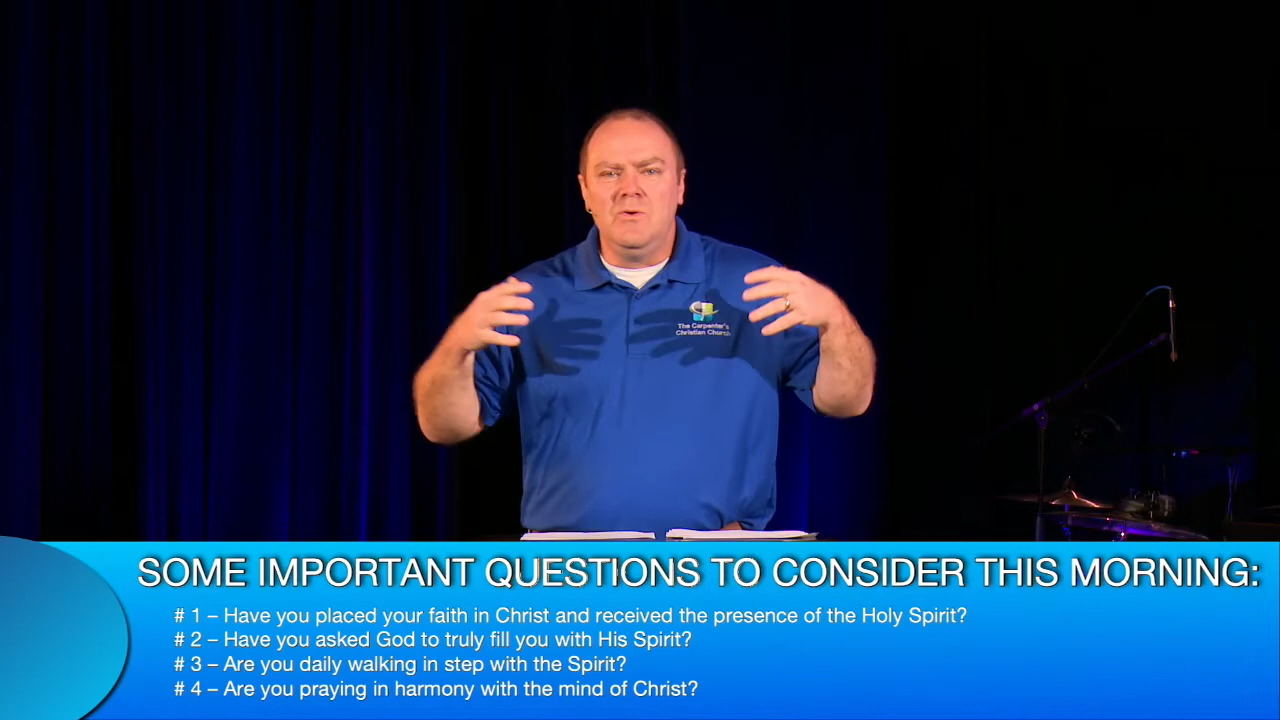 The Carpenter's
Christian Church
SOME IMPORTANT QUESTIONS TO CONSIDER THIS MORNING:
# 1 – Have you placed your faith in Christ and received the presence of the Holy Spirit?
# 2 – Have you asked God to truly fill you with His Spirit?
# 3 – Are you daily walking in step with the Spirit?
# 4 – Are you praying in harmony with the mind of Christ?